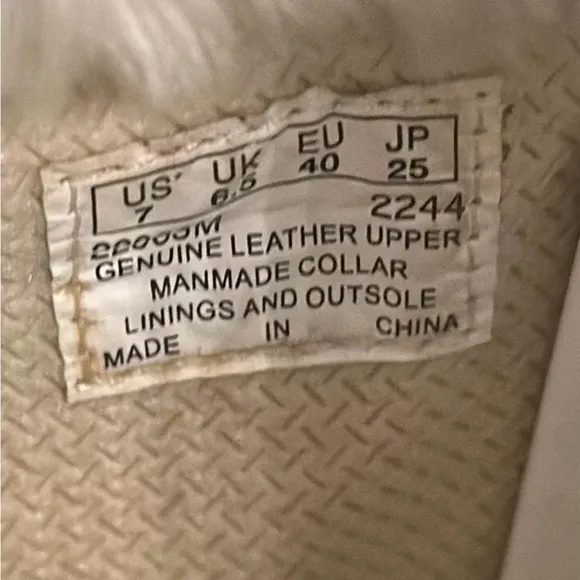 US UK EU JP
7 6.5 40 25
2244
GENUINE LEATHER UPPER
MANMADE COLLAR
LININGS AND OUTSOLE
MADE IN CHINA